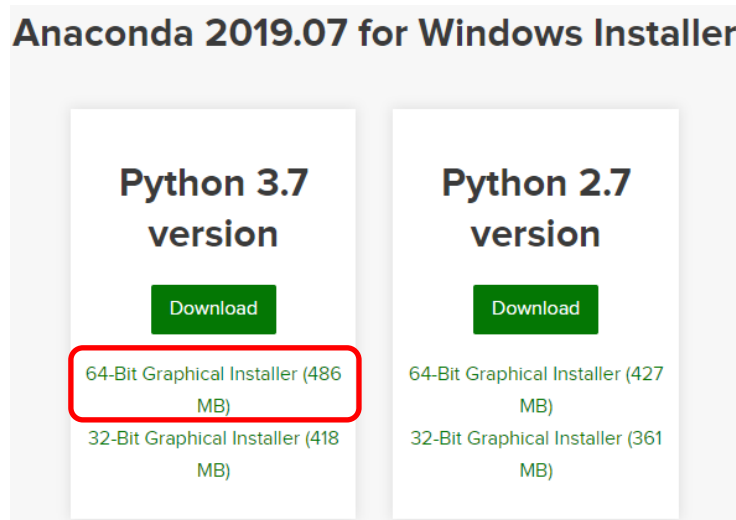 Anaconda 2019.07 for Windows Installer
Python 3.7
version
Download
64-Bit Graphical Installer (486
MB)
32-Bit Graphical Installer (418
MB)
Python 2.7
version
Download
64-Bit Graphical Installer (427
MB)
32-Bit Graphical Installer (361
MB)